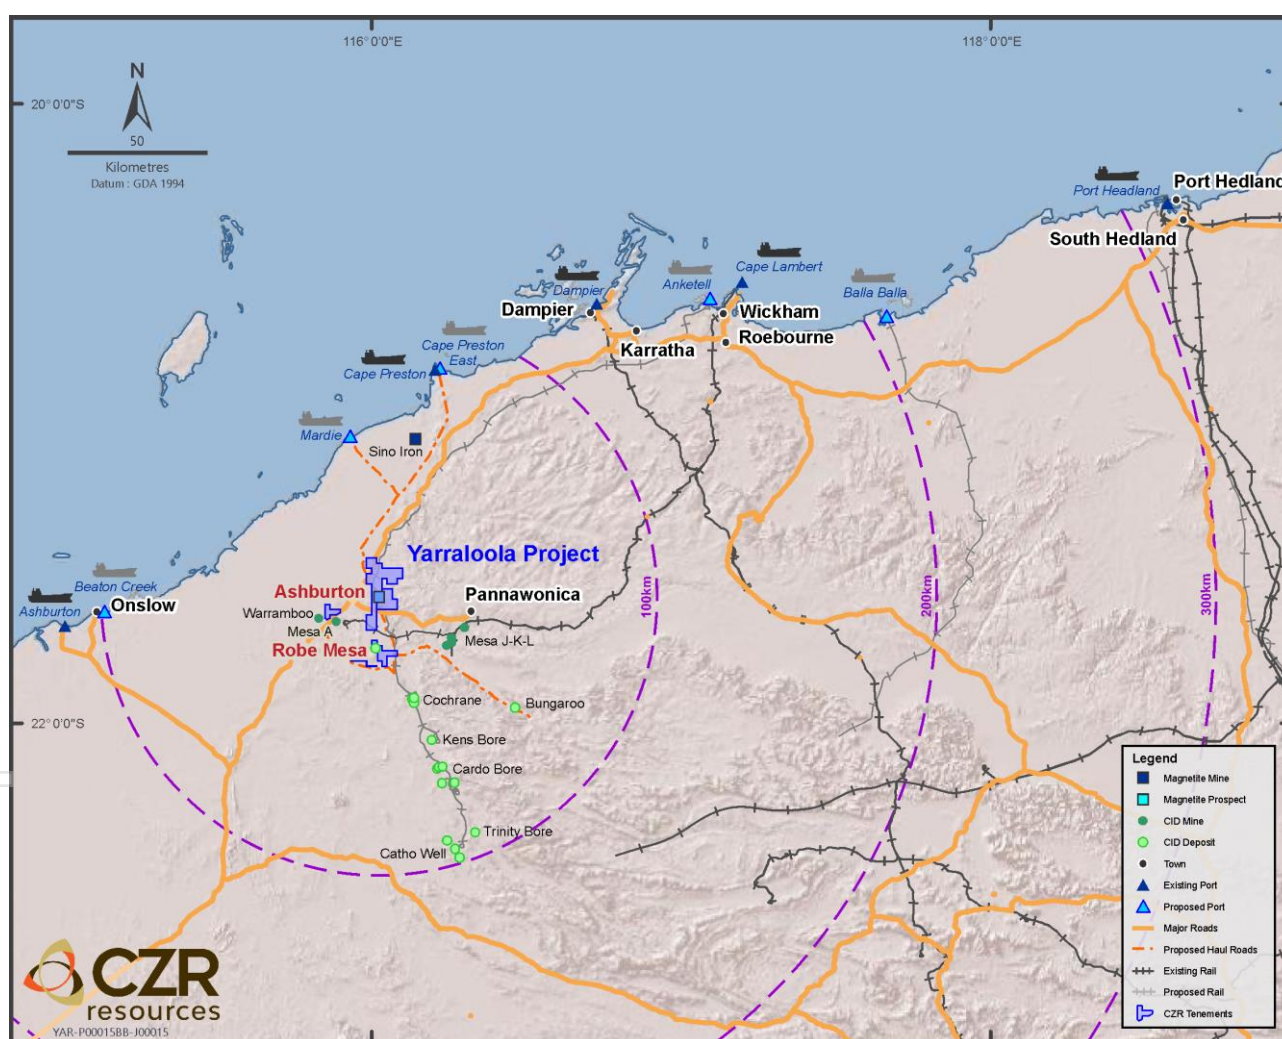 116°0'0"E
118°0'0"E
N
50
Kilometres
Datum : GDA 1994
20°0'0"S
22°0'0"S
Port Headland
Port Hedland
South Hedland
Cape Lambert
Anketell
Dampier
Balla Balla
Dampier
Wickham
Roebourne
Karratha
Cape Preston
East
Cape Preston
Mardie
Sino Iron
Yarraloola Project
Ashburton
Pannawonica
Beaton Creek
Ashburton
Onslow
Warramboo
Mesa A
Mesa J-K-L
Robe Mesa
Cochrane
Bungaroo
Kens Bore
Cardo Bore
Trinity Bore
Catho Well
100km
200km
300km
Legend
Magnetite Mine
Magnetite Prospect
CID Mine
CID Deposit
Town
Existing Port
Proposed Port
Major Roads
Proposed Haul Roads
Existing Rail
Proposed Rail
CZR Tenements
CZR
resources
YAR-P00015BB-J00015